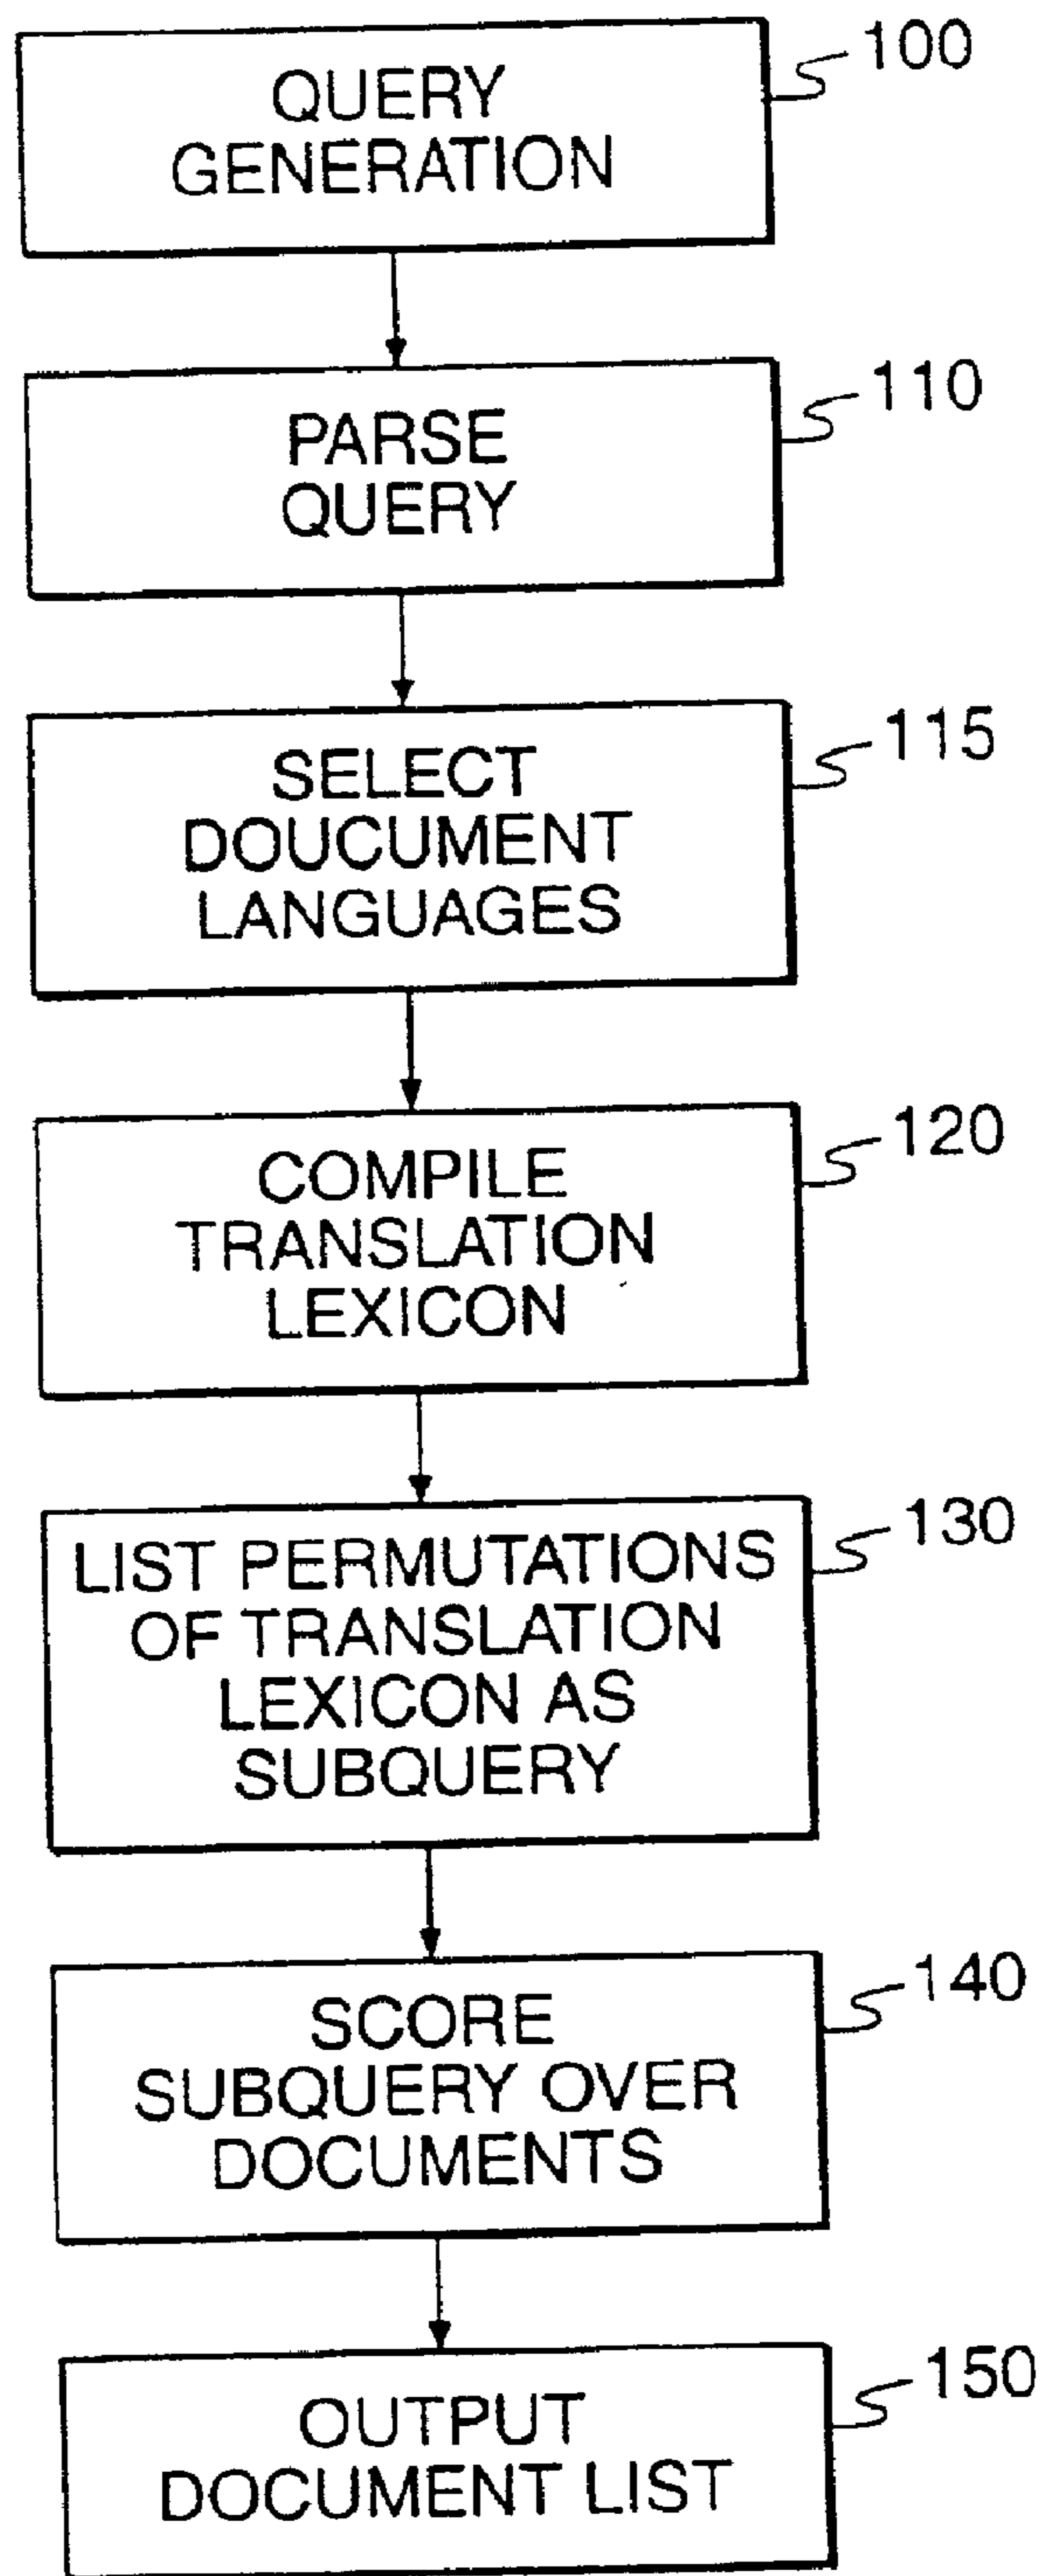 QUERY
GENERATION
100
PARSE
QUERY
110
SELECT
DOUCUMENT
LANGUAGES
115
COMPILE
TRANSLATION
LEXICON
120
LIST PERMUTATIONS
OF TRANSLATION
LEXICON AS
SUBQUERY
130
SCORE
SUBQUERY OVER
DOCUMENTS
140
OUTPUT
DOCUMENT LIST
150